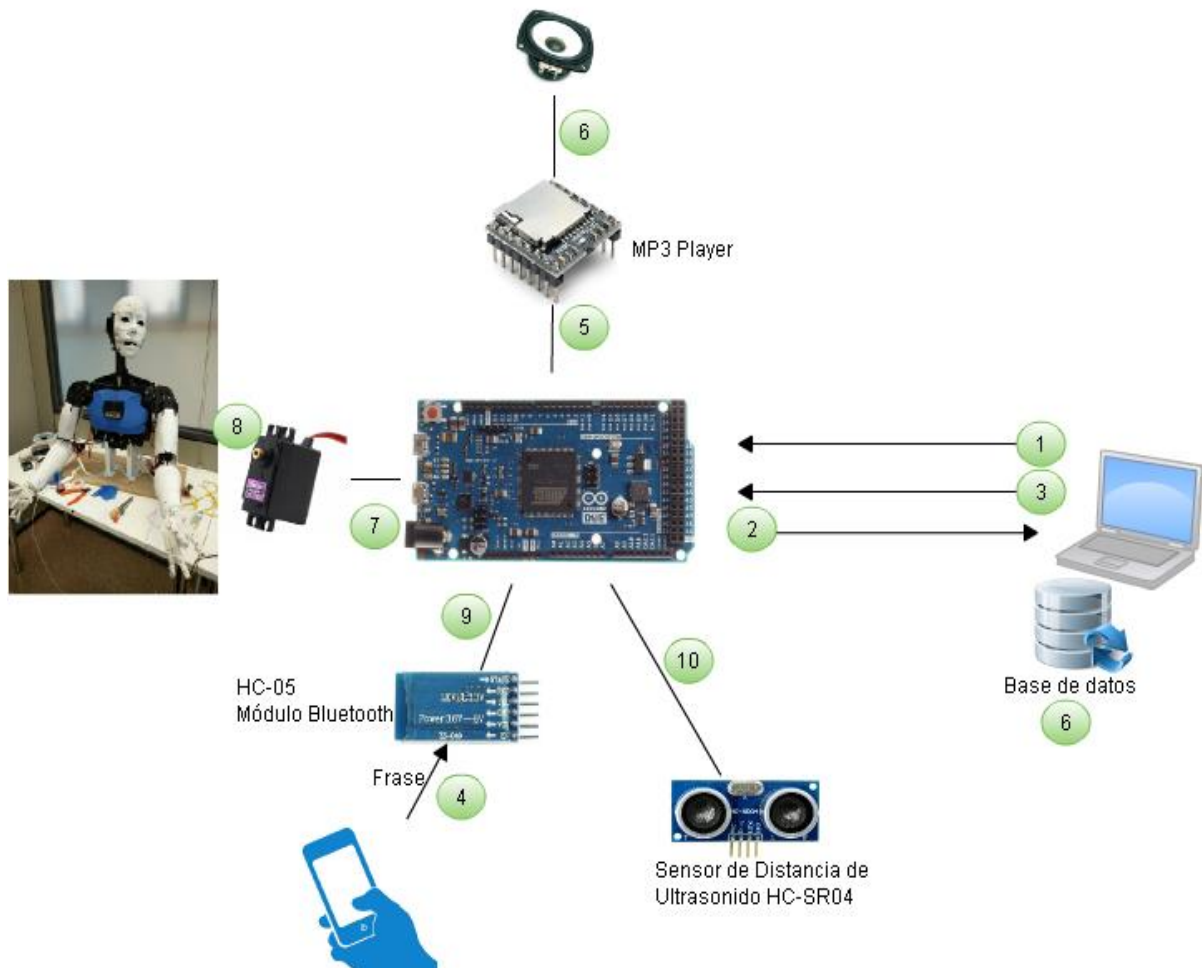 6
MP3 Player
5
8
7
1
3
2
9
10
HC-05
Módulo Bluetooth
Frase
4
Base de datos
6
Sensor de Distancia de
Ultrasonido HC-SR04